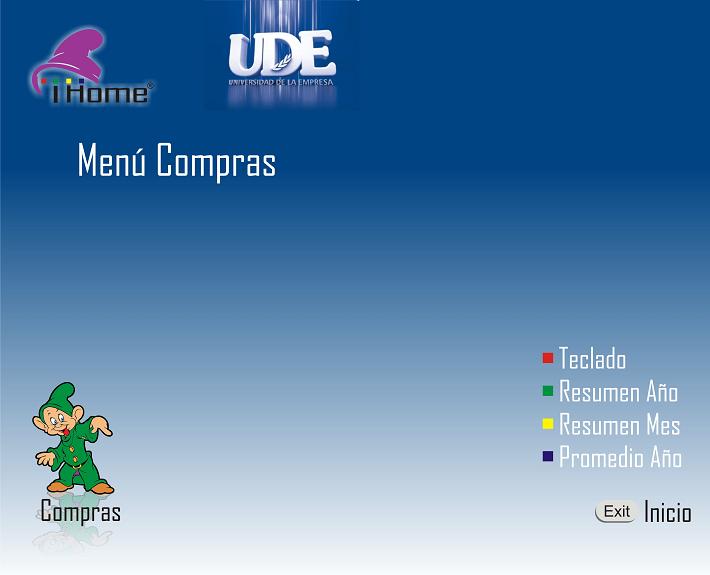 iHome®
UDE
UNIVERSIDAD DE LA EMPRESA
Menú Compras
Teclado
Resumen Año
Resumen Mes
Promedio Año
Compras
Exit Inicio